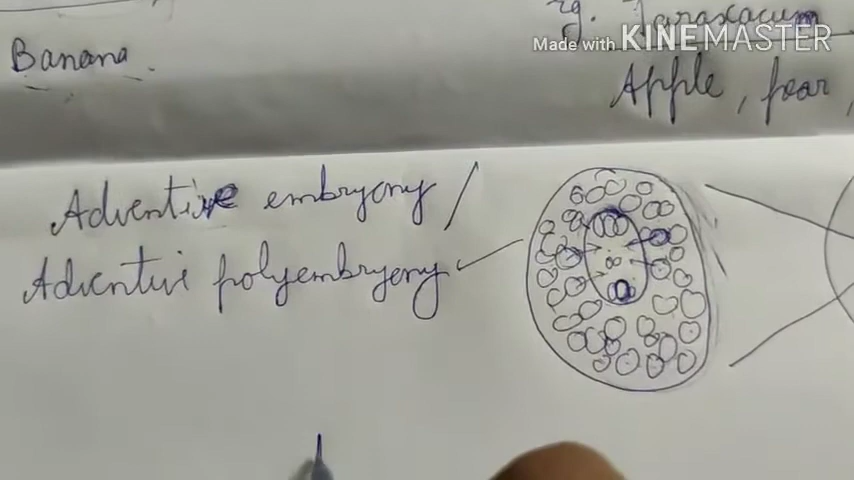 eg. Taraxacum
Made with KINEMASTER
Banana.
Apple, pear,
Adventive embryony /
Adventive polyembryony